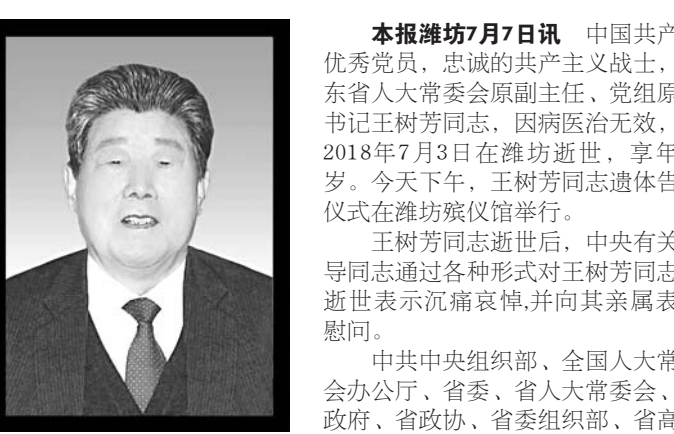 本报潍坊7月7日讯　中国共产
优秀党员，忠诚的共产主义战士，
东省人大常委会原副主任、党组原
书记王树芳同志，因病医治无效，
2018年7月3日在潍坊逝世，享年
岁。今天下午，王树芳同志遗体告
仪式在潍坊殡仪馆举行。
王树芳同志逝世后，中央有关
导同志通过各种形式对王树芳同志
逝世表示沉痛哀悼,并向其亲属表
慰问。
中共中央组织部、全国人大常
会办公厅、省委、省人大常委会、
政府、省政协、省委组织部、省高